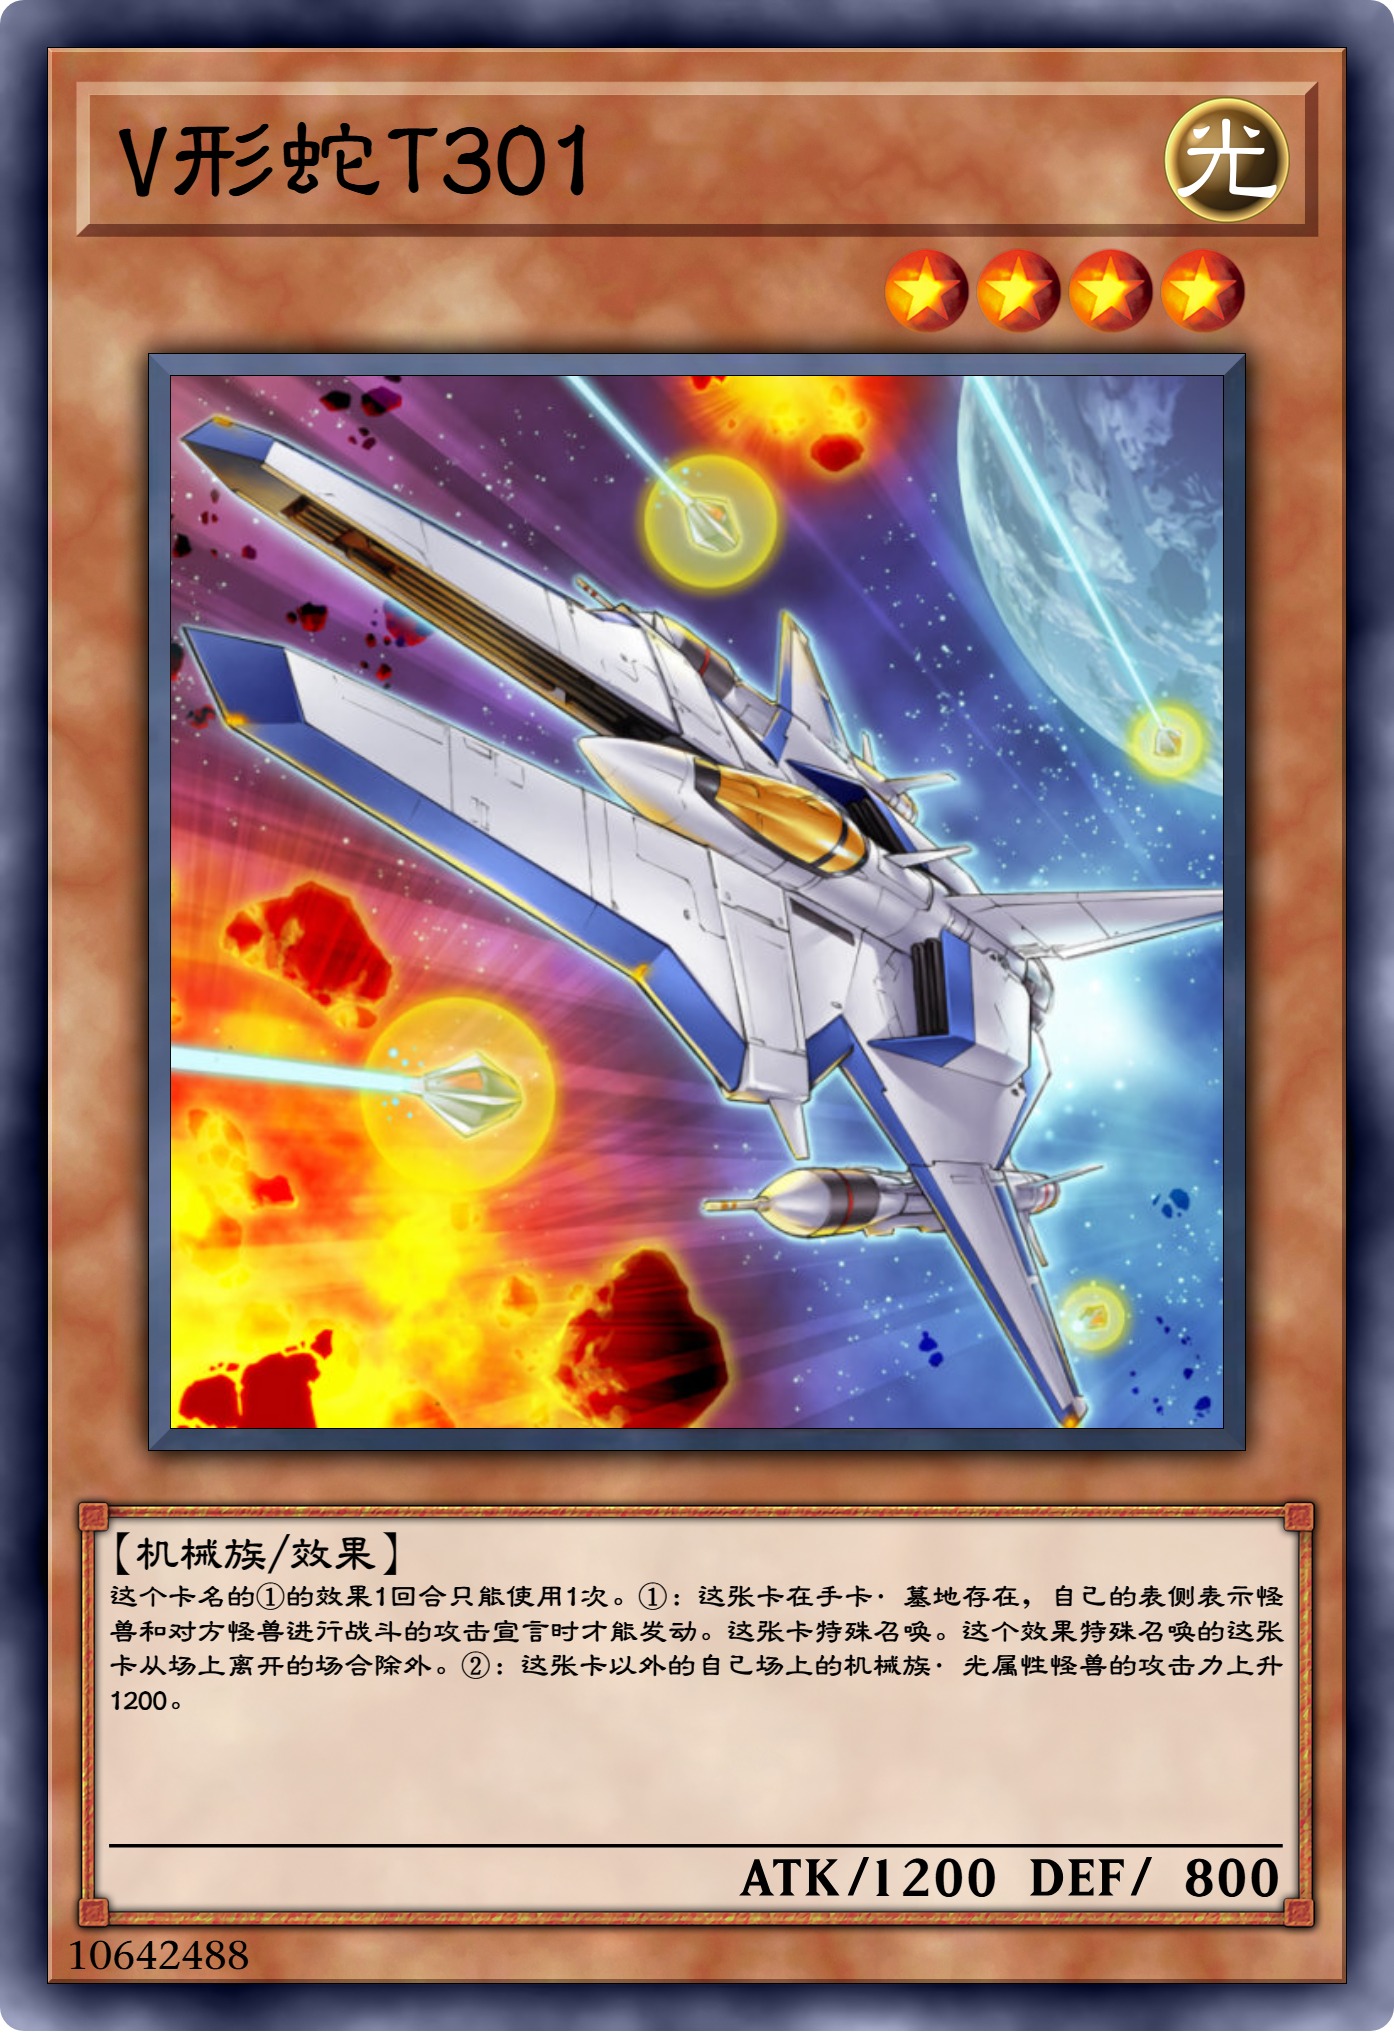 V形蛇T301
光
【机械族/效果】
这个卡名的①的效果1回合只能使用1次。①：这张卡在手卡·墓地存在，自己的表侧表示怪
兽和对方怪兽进行战斗的攻击宣言时才能发动。这张卡特殊召唤。这个效果特殊召唤的这张
卡从场上离开的场合除外。②：这张卡以外的自己场上的机械族·光属性怪兽的攻击力上升
1200。
ATK/1200 DEF/ 800
10642488